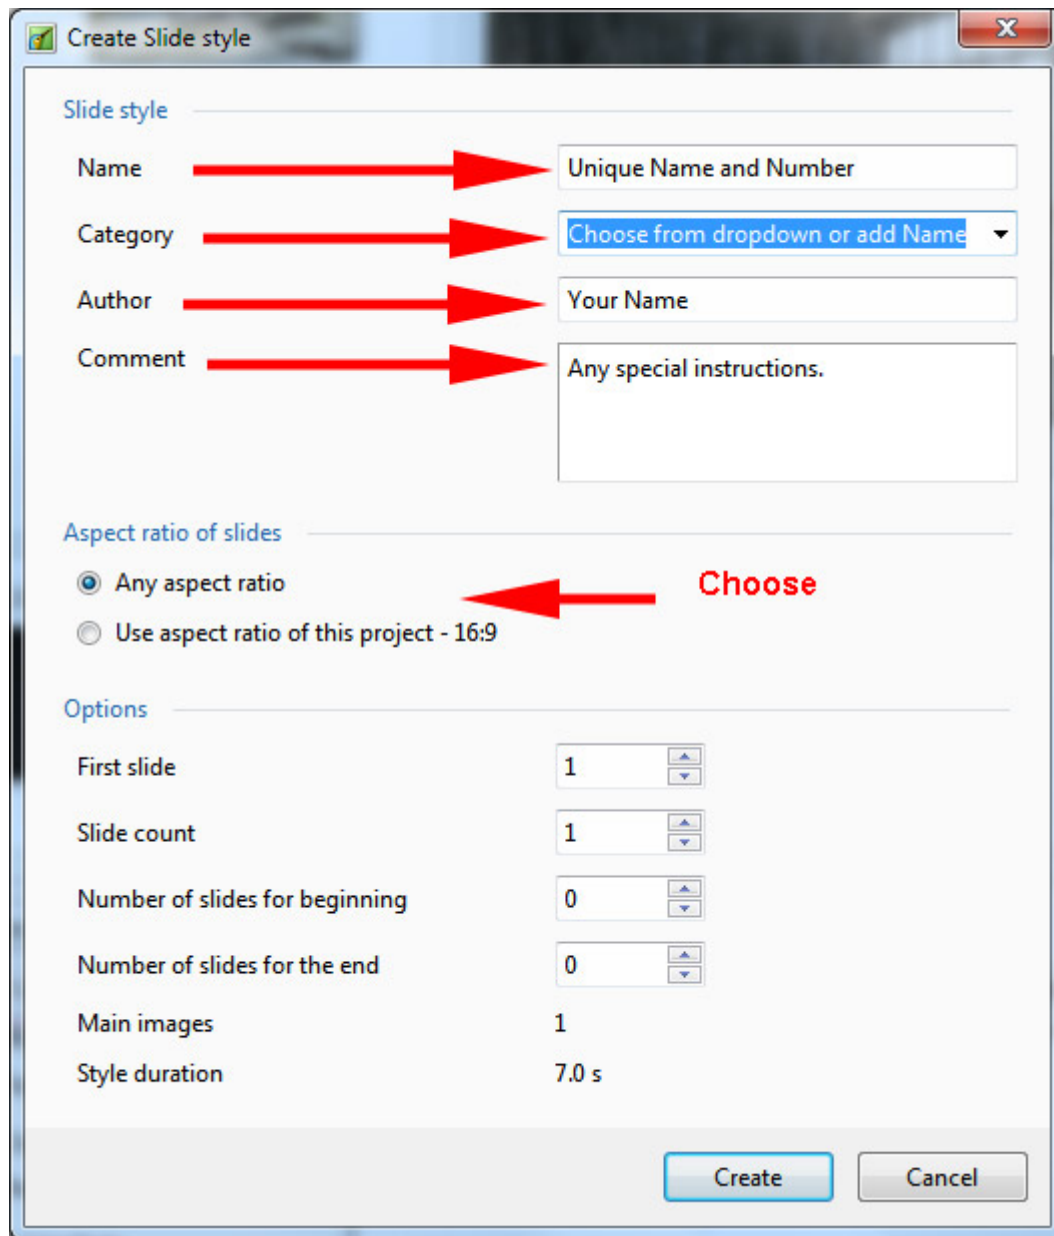 Create Slide style
Slide style
Name Unique Name and Number
Category Choose from dropdown or add Name
Author Your Name
Comment Any special instructions.
Aspect ratio of slides
Any aspect ratio Choose
Use aspect ratio of this project - 16:9
Options
First slide 1
Slide count 1
Number of slides for beginning 0
Number of slides for the end 0
Main images 1
Style duration 7.0 s
Create Cancel